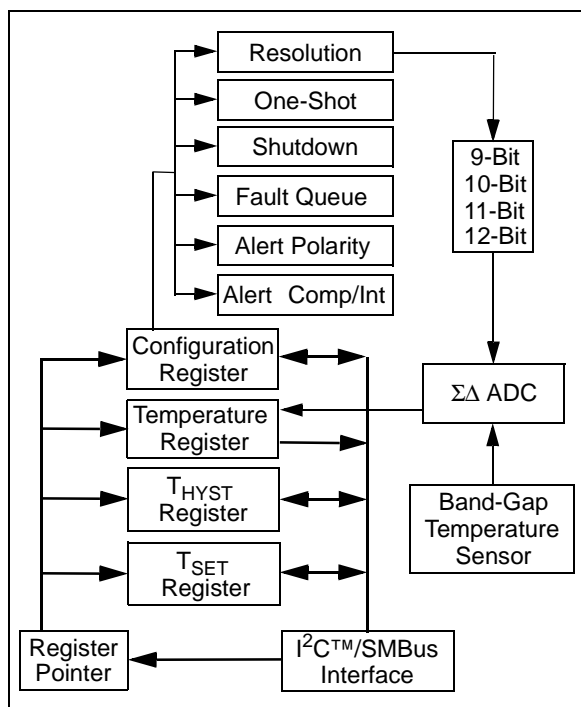 Resolution
One-Shot
Shutdown
Fault Queue
Alert Polarity
Alert Comp/Int
9-Bit
10-Bit
11-Bit
12-Bit
Configuration
Register
Temperature
Register
THYST
Register
TSET
Register
ΣΔ ADC
Band-Gap
Temperature
Sensor
Register
Pointer
I²C™/SMBus
Interface